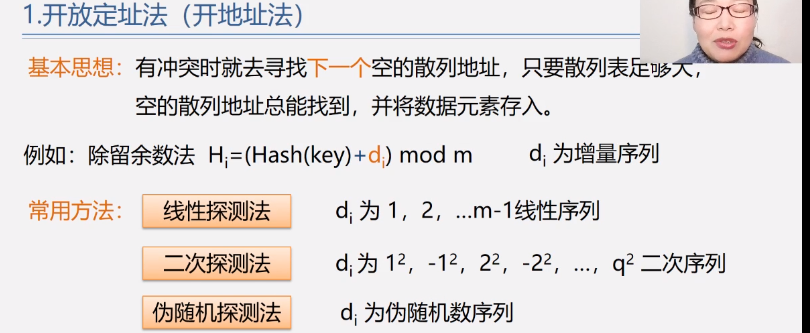 1.开放定址法（开地址法）
基本思想：有冲突时就去寻找下一个空的散列地址，只要散列表足够大，
空的散列地址总能找到，并将数据元素存入。
例如：除留余数法 Hᵢ=(Hash(key)+dᵢ) mod m dᵢ 为增量序列
常用方法： 线性探测法 dᵢ 为 1，2，…m-1线性序列
二次探测法 dᵢ 为 1²，-1²，2²，-2²，…，q² 二次序列
伪随机探测法 dᵢ 为伪随机数序列